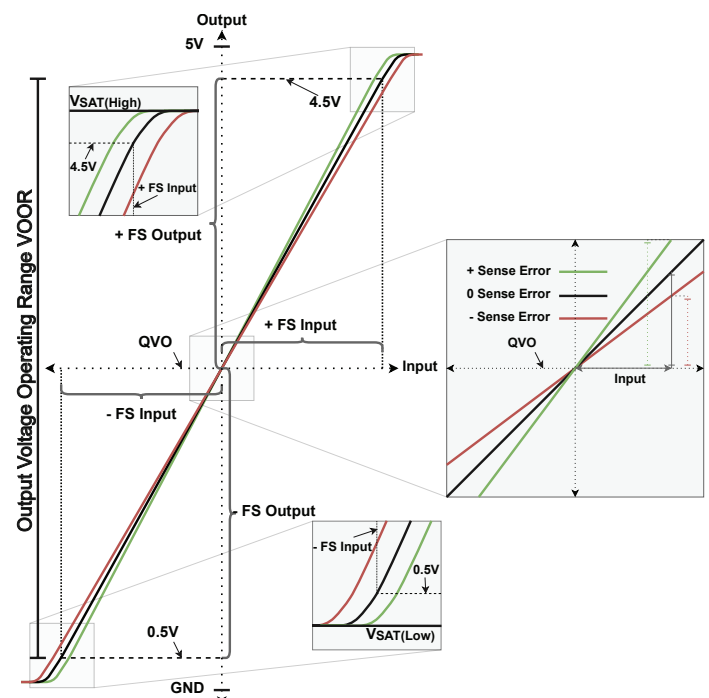 Output
5V
VSAT(High)
4.5V
+ FS Input
4.5V
+ FS Output
Output Voltage Operating Range VOOR
+ Sense Error
0 Sense Error
- Sense Error
QVO
Input
+ FS Input
QVO
Input
- FS Input
- FS Output
- FS Input
0.5V
VSAT(Low)
0.5V
GND